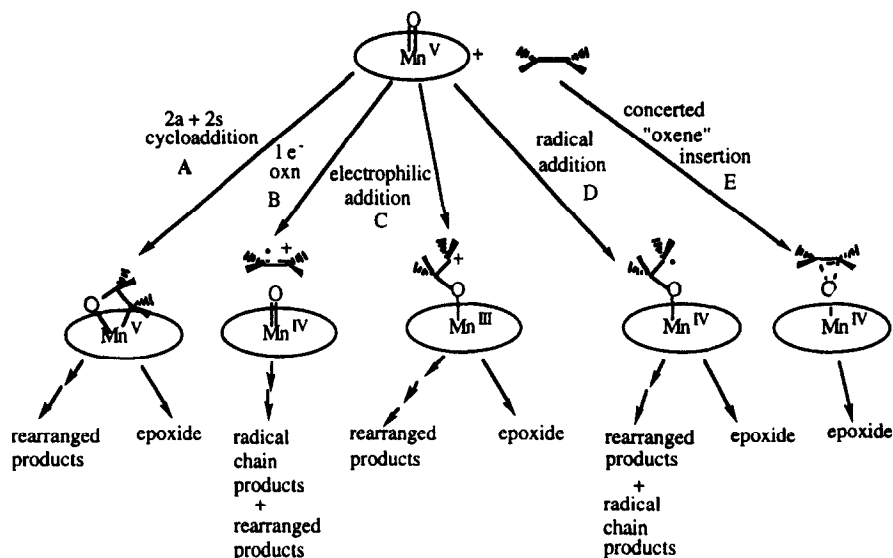 O
Mn V
+
2a + 2s
cycloaddition
A
1 e-
oxn
B
electrophilic
addition
C
radical
addition
D
concerted
"oxene"
insertion
E
O
Mn V
• +
O
Mn IV
+
O
Mn III
•
O
Mn IV
O
Mn IV
rearranged
products
epoxide
radical
chain
products
+
rearranged
products
rearranged
products
epoxide
rearranged
products
+
radical
chain
products
epoxide
epoxide